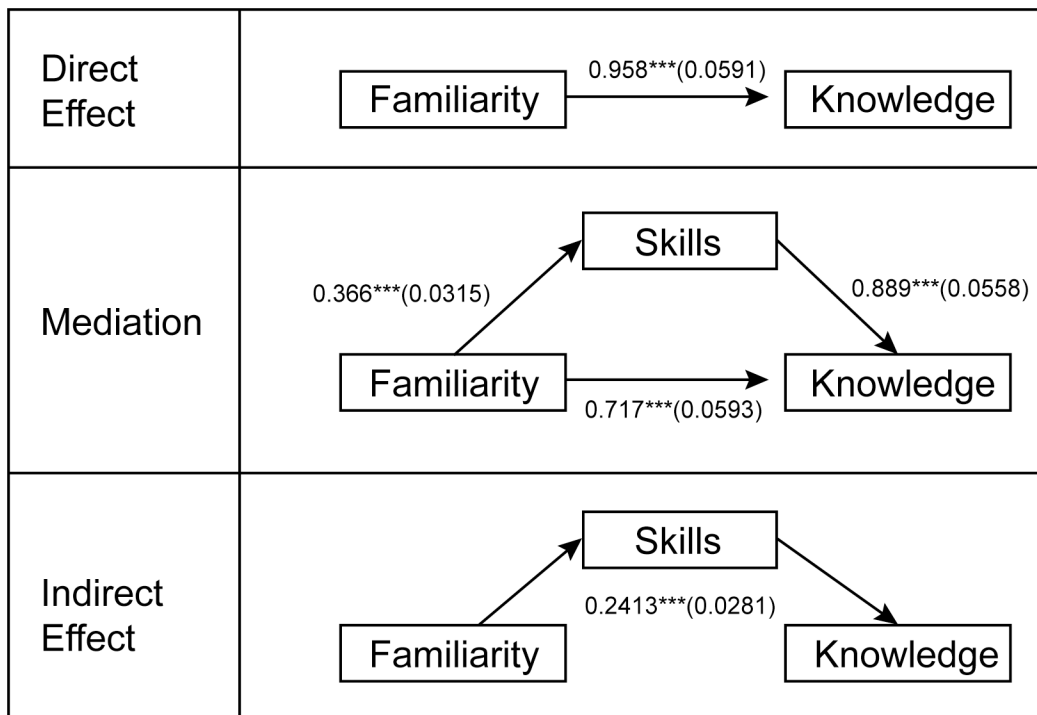 Direct
Effect
0.958***(0.0591)
Familiarity
Knowledge
Mediation
Skills
0.366***(0.0315)
0.889***(0.0558)
Familiarity
Knowledge
0.717***(0.0593)
Indirect
Effect
Skills
0.2413***(0.0281)
Familiarity
Knowledge